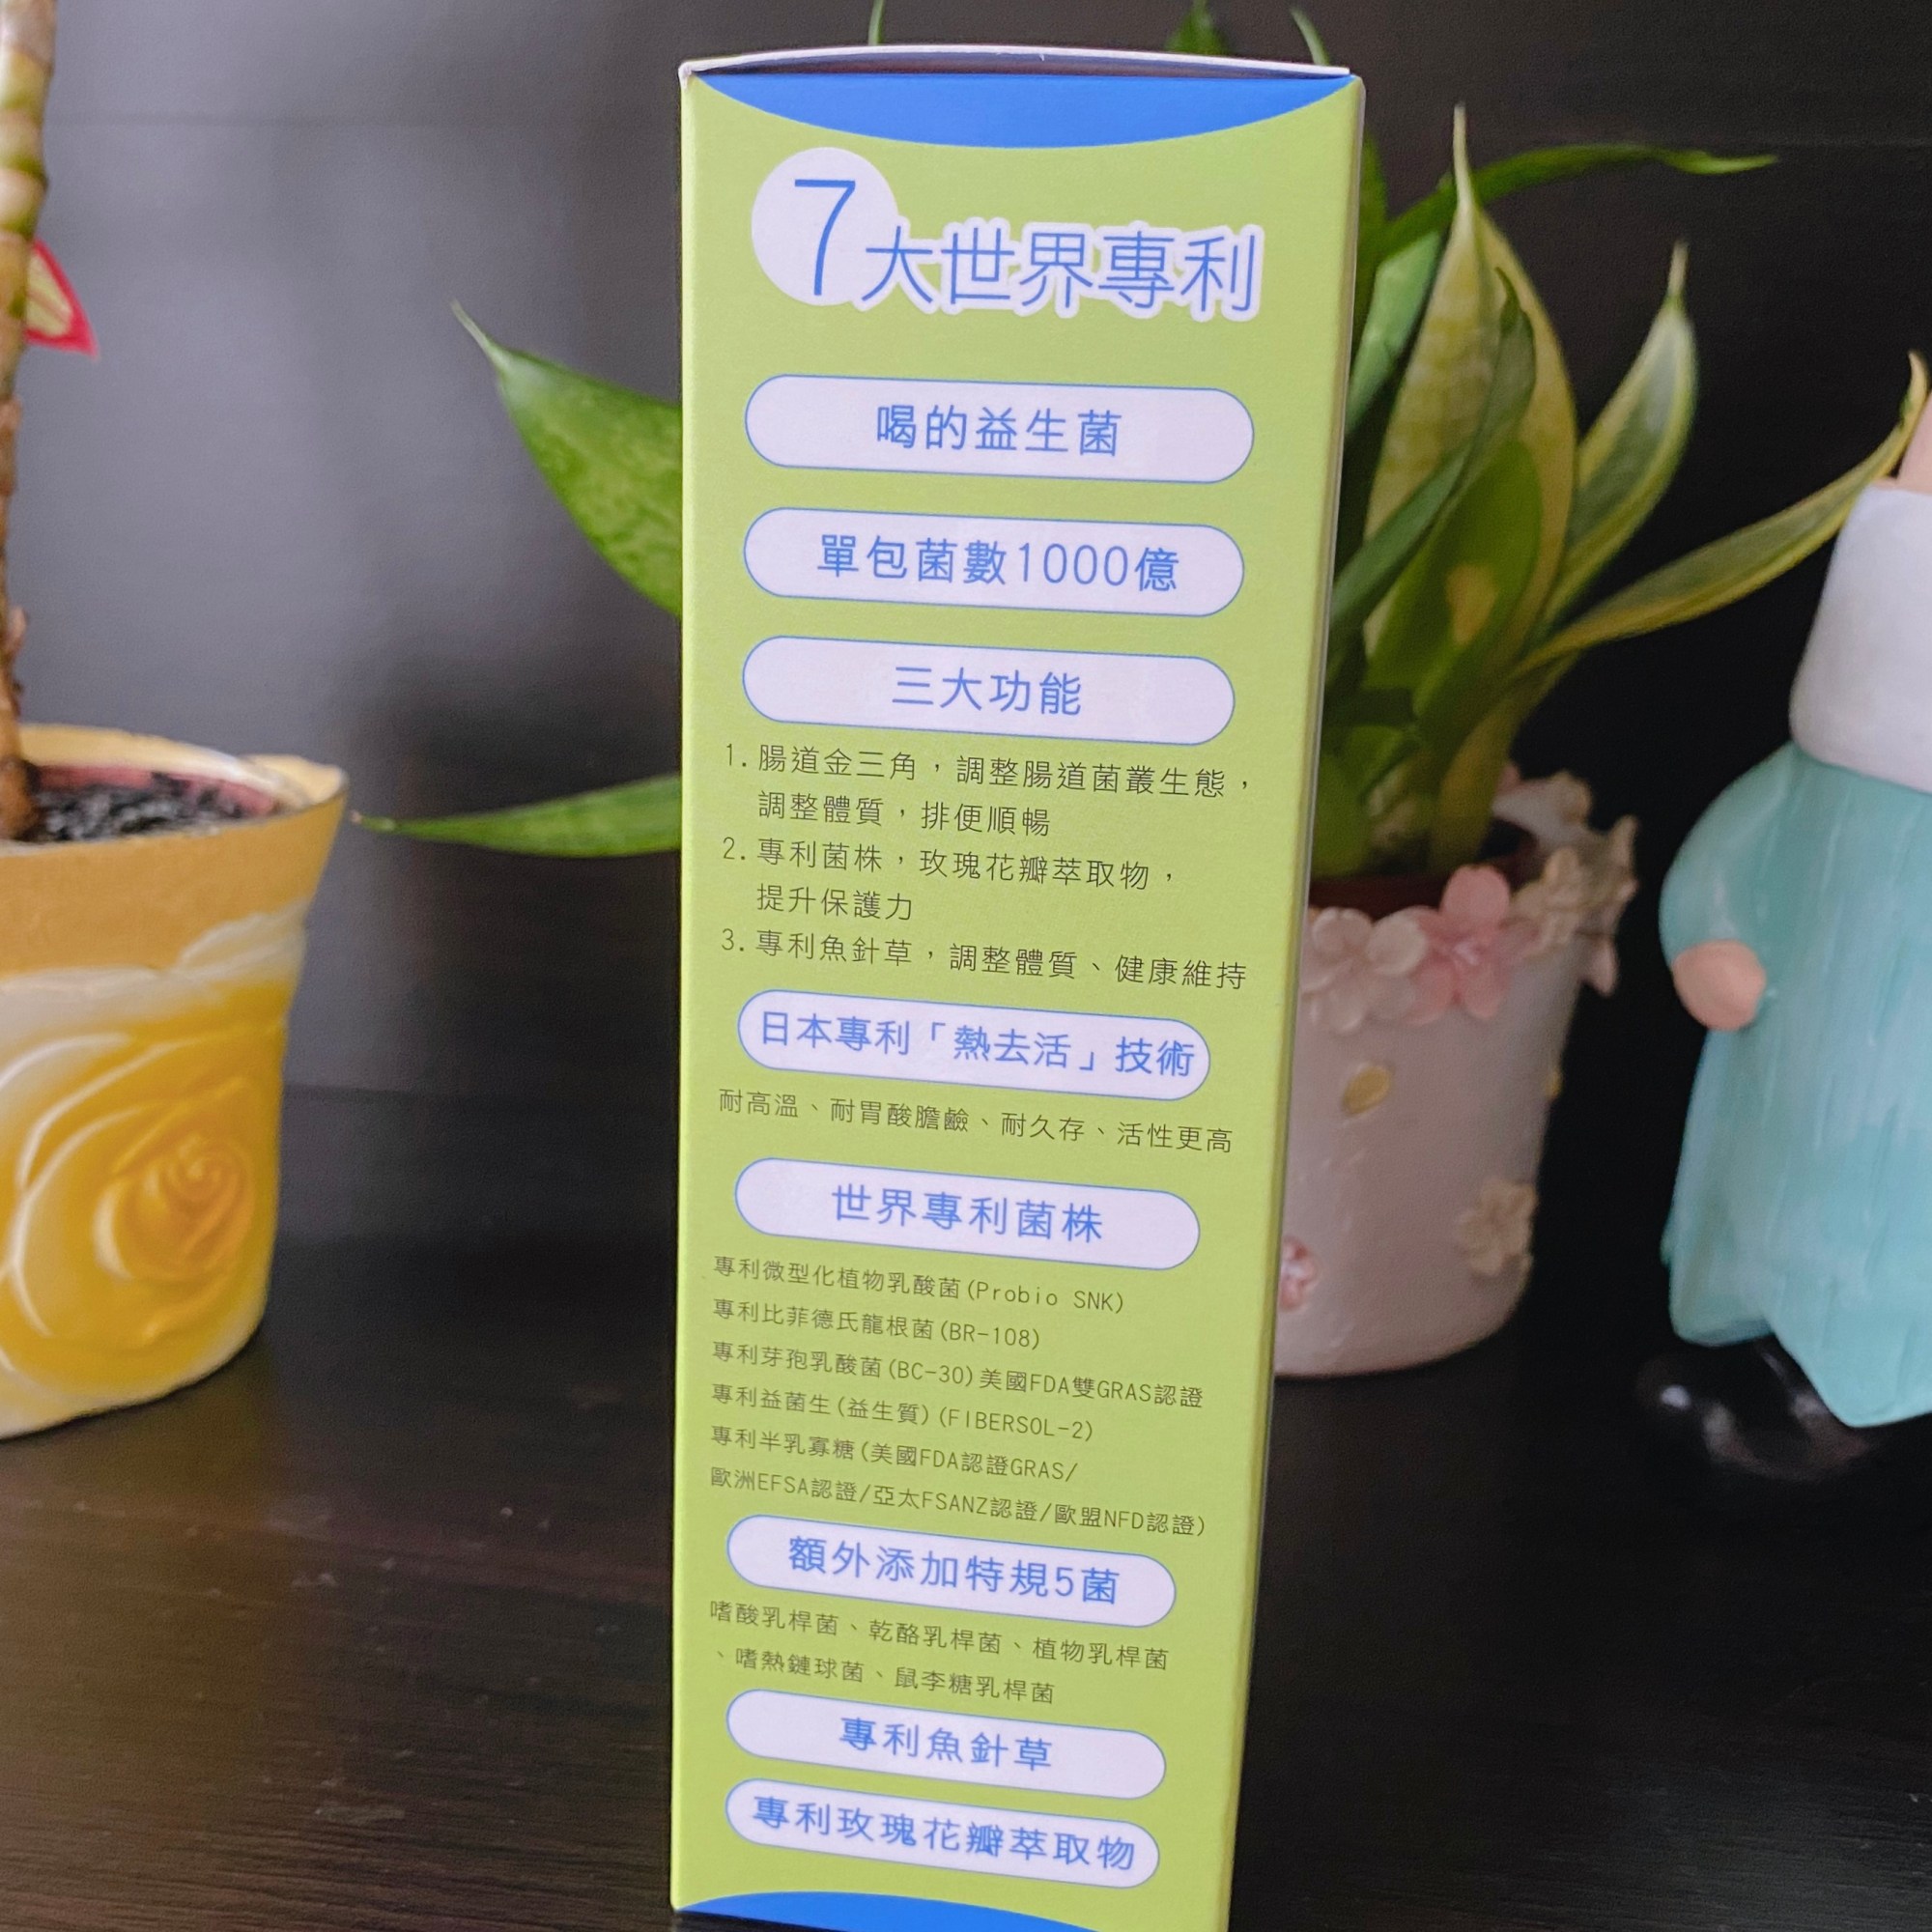 7大世界專利
喝的益生菌
單包菌數1000億
三大功能
1.腸道金三角，調整腸道菌叢生態，
調整體質，排便順暢
2.專利菌株，玫瑰花瓣萃取物，
提升保護力
3.專利魚針草，調整體質、健康維持
日本專利「熱去活」技術
耐高溫、耐胃酸膽鹼、耐久存、活性更高
世界專利菌株
專利微型化植物乳酸菌(Probio SNK)
專利比菲德氏龍根菌(BR-108)
專利芽孢乳酸菌(BC-30)美國FDA雙GRAS認證
專利益菌生(益生質)(FIBERSOL-2)
專利半乳寡糖(美國FDA認證GRAS/
歐洲EFSA認證/亞太FSANZ認證/歐盟NFD認證)
額外添加特規5菌
嗜酸乳桿菌、乾酪乳桿菌、植物乳桿菌
、嗜熱鏈球菌、鼠李糖乳桿菌
專利魚針草
專利玫瑰花瓣萃取物